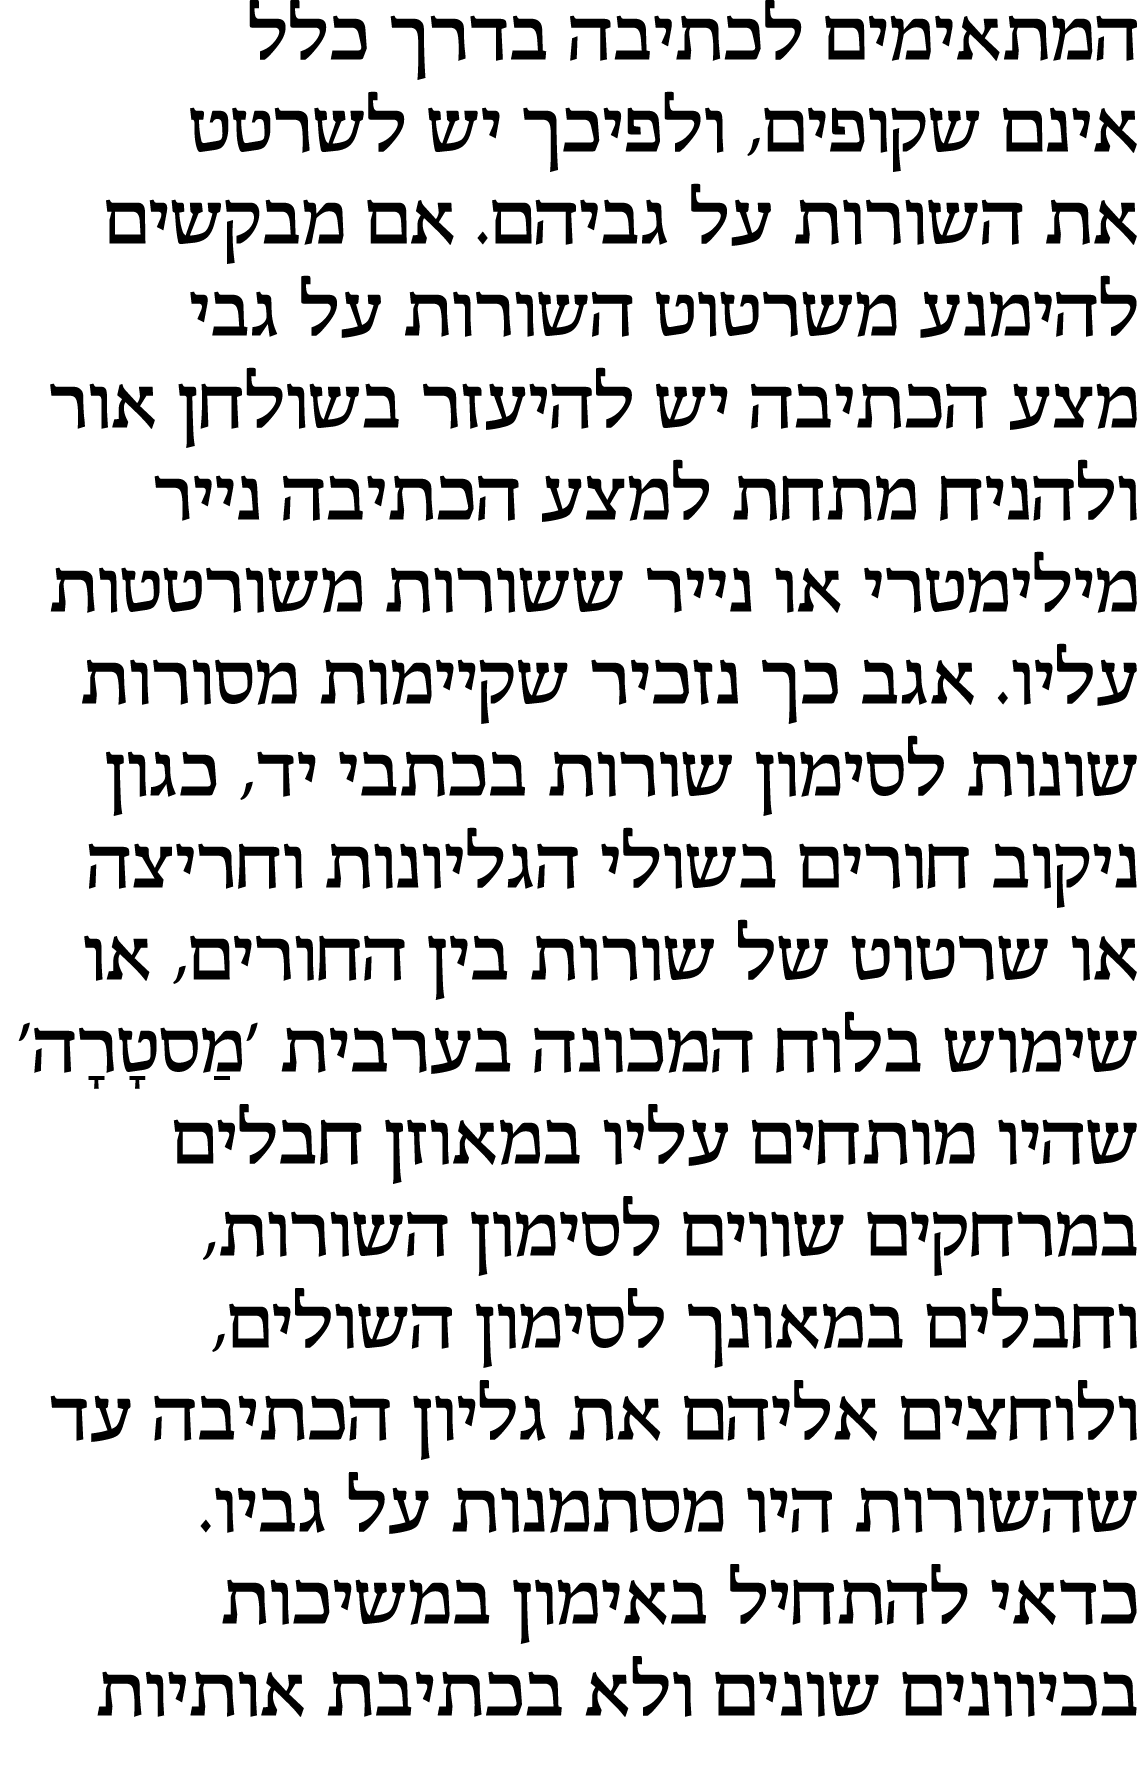 המתאימים לכתיבה בדרך כלל
אינם שקופים, ולפיכך יש לשרטט
את השורות על גביהם. אם מבקשים
להימנע משרטוט השורות על גבי
מצע הכתיבה יש להיעזר בשולחן אור
ולהניח מתחת למצע הכתיבה נייר
מילימטרי או נייר ששורות משורטטות
עליו. אגב כך נזכיר שקיימות מסורות
שונות לסימון שורות בכתבי יד, כגון
ניקוב חורים בשולי הגליונות וחריצה
או שרטוט של שורות בין החורים, או
שימוש בלוח המכונה בערבית ׳מַסטָרָה׳
שהיו מותחים עליו במאוזן חבלים
במרחקים שווים לסימון השורות,
וחבלים במאונך לסימון השולים,
ולוחצים אליהם את גליון הכתיבה עד
שהשורות היו מסתמנות על גביו.
כדאי להתחיל באימון במשיכות
בכיוונים שונים ולא בכתיבת אותיות